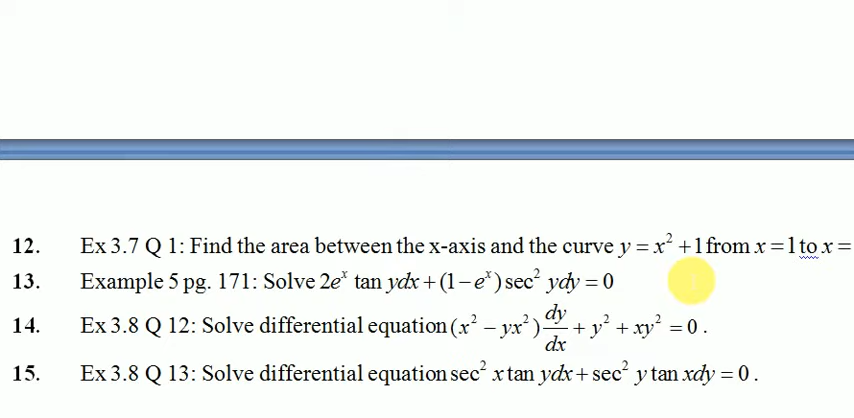 12. Ex 3.7 Q 1: Find the area between the x-axis and the curve y = x² + 1 from x = 1 to x =
13. Example 5 pg. 171: Solve 2eˣ tan ydx + (1 − eˣ) sec² ydy = 0
14. Ex 3.8 Q 12: Solve differential equation (x² − yx²) dy/dx + y² + xy² = 0 .
15. Ex 3.8 Q 13: Solve differential equation sec² x tan ydx + sec² y tan xdy = 0 .